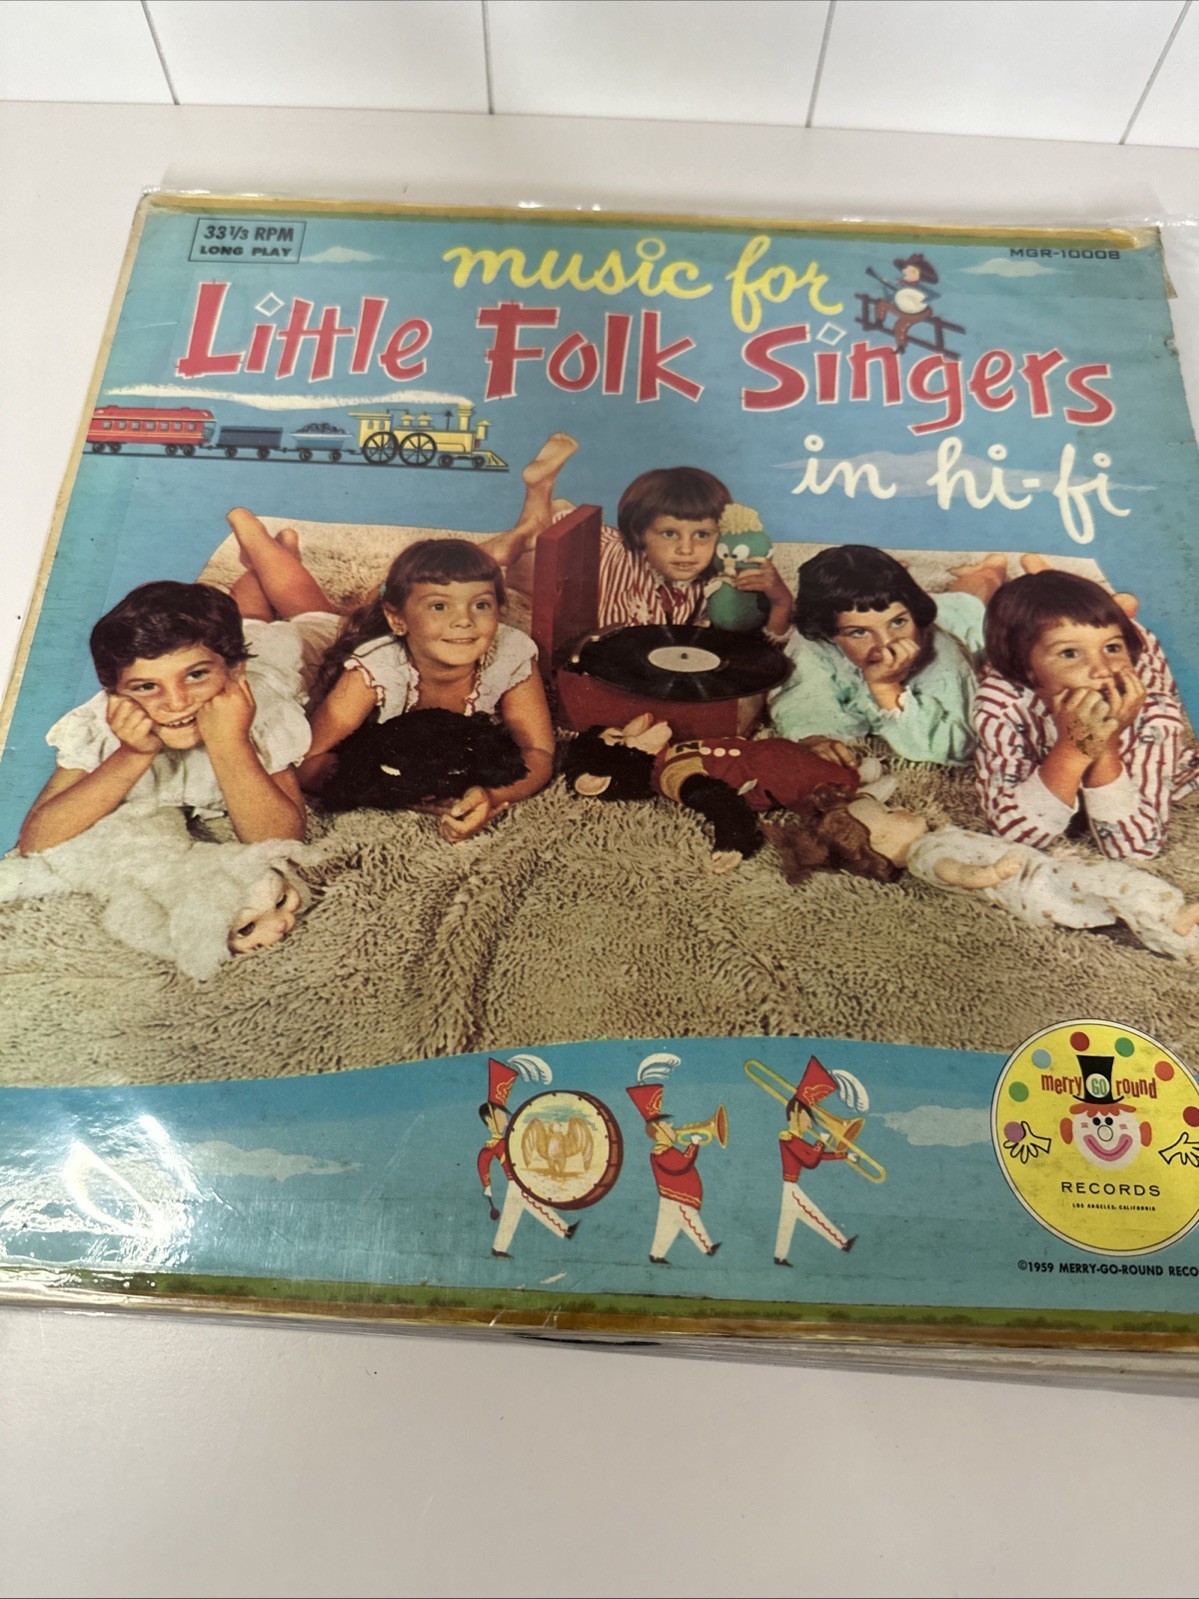 33 1/3 RPM
LONG PLAY
MGR-10008
music for
Little Folk Singers
in hi-fi
merry GO round
RECORDS
LOS ANGELES, CALIFORNIA
©1959 MERRY-GO-ROUND RECO